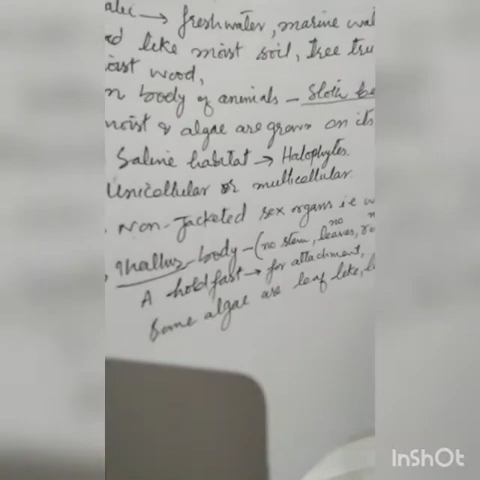 freshwater, marine
like moist soil, tree
wood,
body of animals - Sloth
moist & algae are grown on its
Saline habitat → Halophytes.
Unicellular or multicellular
Non-Jacketed sex organs i.e
Thallus-body - (no stem, no leaves,
A hold fast → for attachment,
Some algae are leaf like,
InShOt